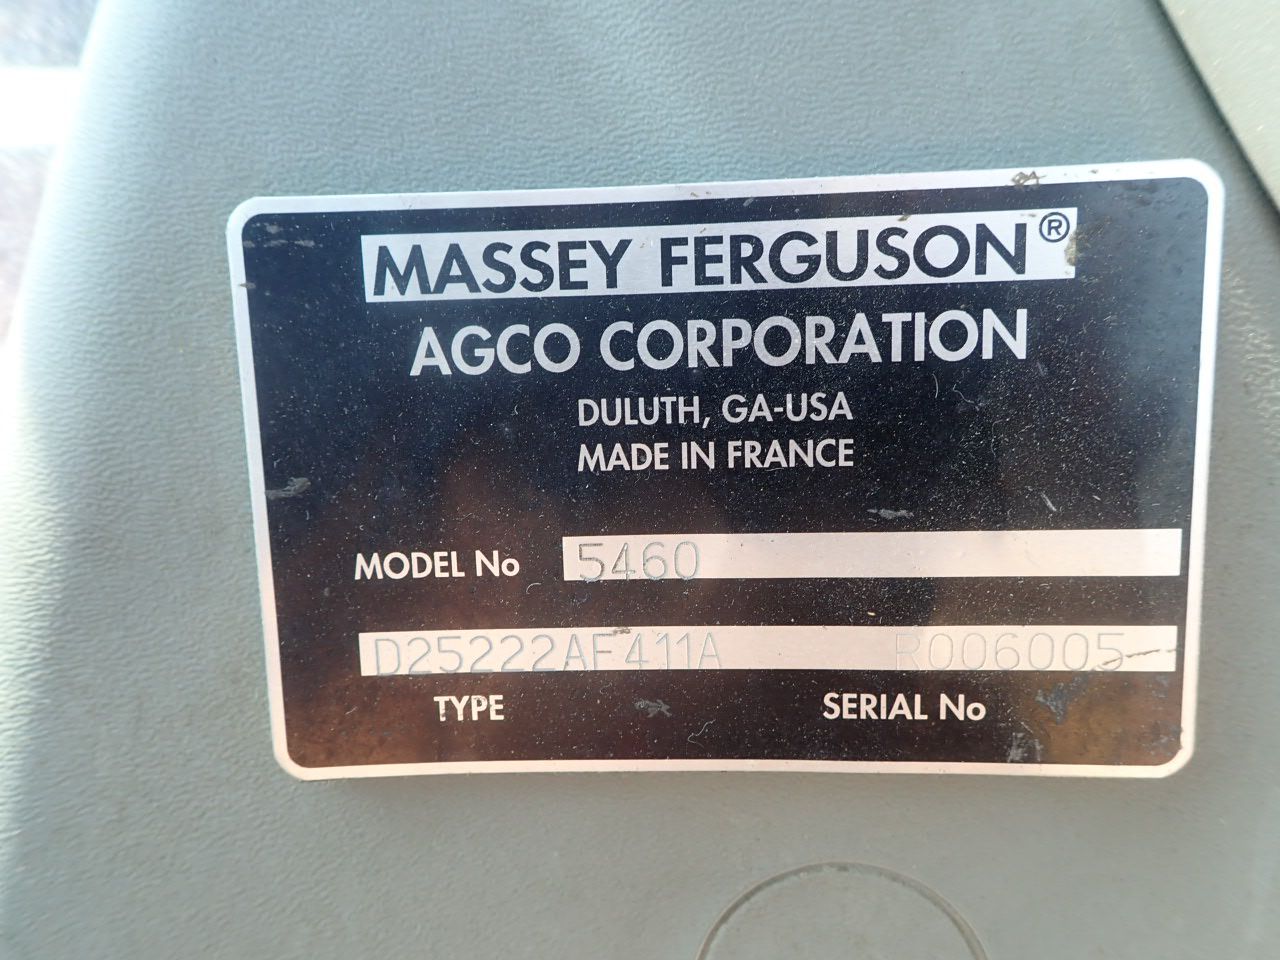 MASSEY FERGUSON®
AGCO CORPORATION
DULUTH, GA-USA
MADE IN FRANCE
MODEL No 5460
D25222AF411A R006005
TYPE SERIAL No